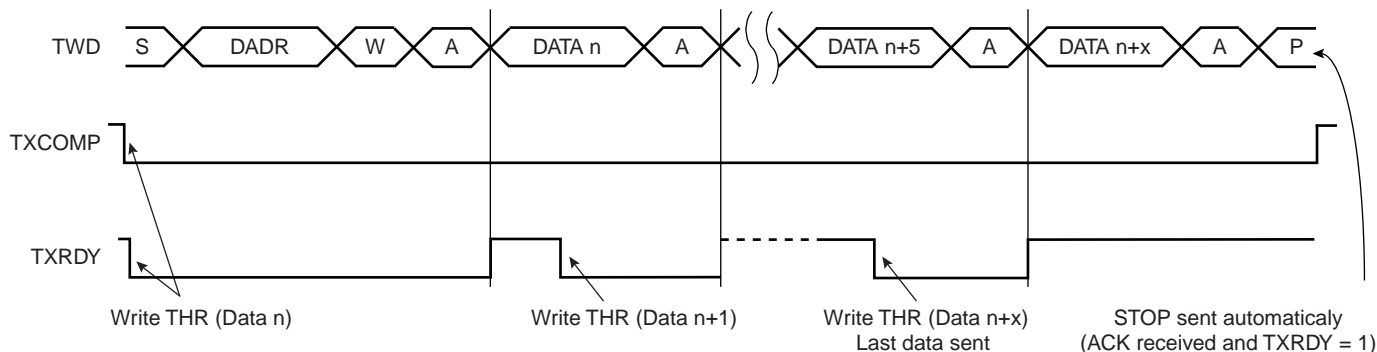 TWD S DADR W A DATA n A DATA n+5 A DATA n+x A P
TXCOMP
TXRDY
Write THR (Data n)
Write THR (Data n+1)
Write THR (Data n+x)
Last data sent
STOP sent automaticaly
(ACK received and TXRDY = 1)